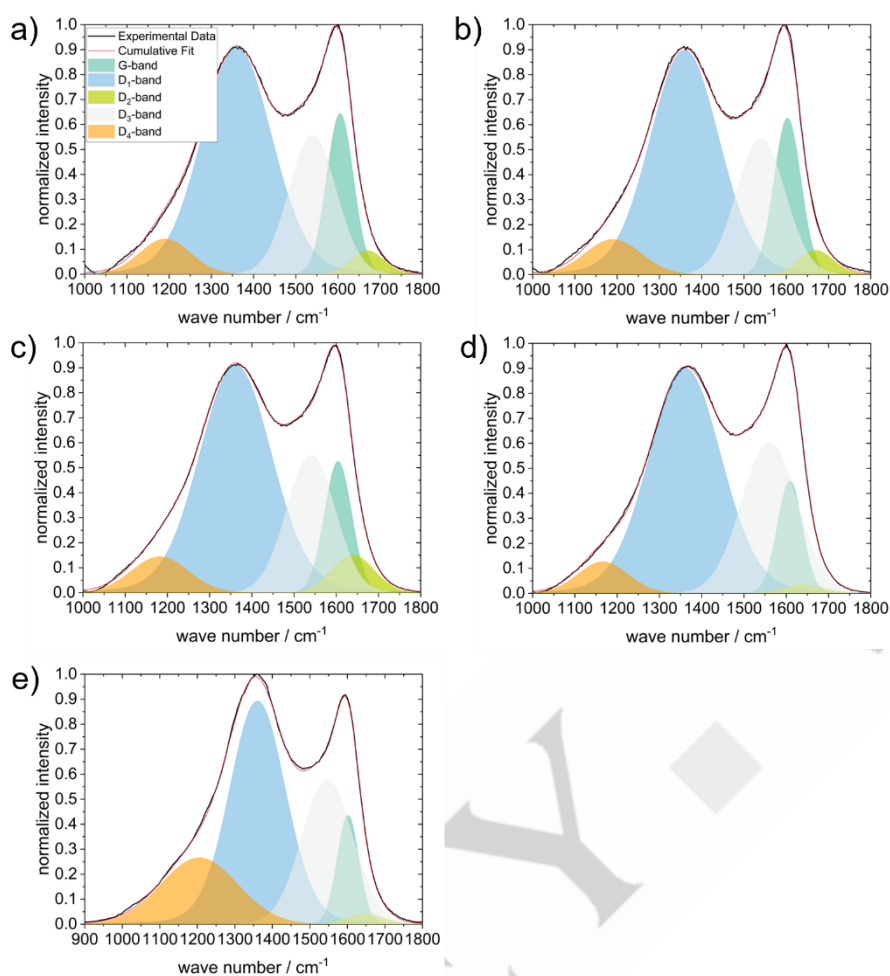 a)
Experimental Data
Cumulative Fit
G-band
D₁-band
D₂-band
D₃-band
D₄-band
normalized intensity
1.0
0.9
0.8
0.7
0.6
0.5
0.4
0.3
0.2
0.1
0.0
1000 1100 1200 1300 1400 1500 1600 1700 1800
wave number / cm⁻¹
b)
normalized intensity
1.0
0.9
0.8
0.7
0.6
0.5
0.4
0.3
0.2
0.1
0.0
1000 1100 1200 1300 1400 1500 1600 1700 1800
wave number / cm⁻¹
c)
normalized intensity
1.0
0.9
0.8
0.7
0.6
0.5
0.4
0.3
0.2
0.1
0.0
1000 1100 1200 1300 1400 1500 1600 1700 1800
wave number / cm⁻¹
d)
normalized intensity
1.0
0.9
0.8
0.7
0.6
0.5
0.4
0.3
0.2
0.1
0.0
1000 1100 1200 1300 1400 1500 1600 1700 1800
wave number / cm⁻¹
e)
normalized intensity
1.0
0.9
0.8
0.7
0.6
0.5
0.4
0.3
0.2
0.1
0.0
900 1000 1100 1200 1300 1400 1500 1600 1700 1800
wave number / cm⁻¹
Y